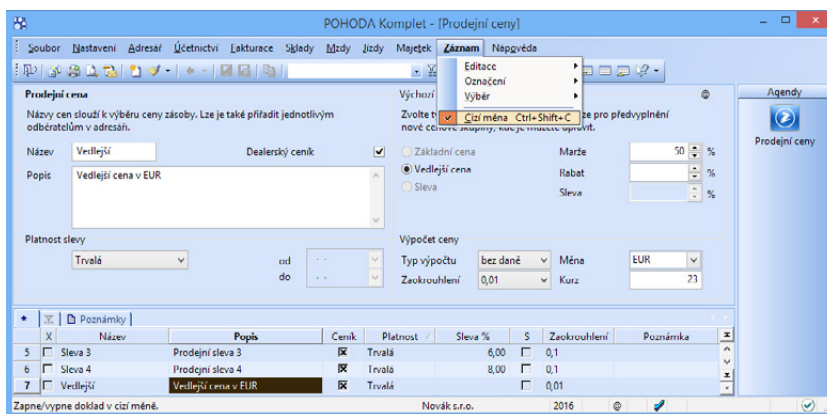 POHODA Komplet - [Prodejní ceny]
Soubor Nastavení Adresář Účetnictví Fakturace Sklady Mzdy Jízdy Majetek Záznam Nápověda
Editace
Označení
Výběr
Cizí měna Ctrl+Shift+C
Prodejní cena
Názvy cen slouží k výběru ceny zásoby. Lze je také přiřadit jednotlivým
odběratelům v adresáři.
Název Vedlejší Dealerský ceník
Popis Vedlejší cena v EUR
Platnost slevy
Trvalá od . .
do . .
Výchozí @
Zvolte ze pro předvyplnění
nové cenové skupiny, kde je můžete upravit.
Základní cena Marže 50 %
Vedlejší cena Rabat %
Sleva Sleva %
Výpočet ceny
Typ výpočtu bez daně Měna EUR
Zaokrouhlení 0,01 Kurz 23
Agendy
Prodejní ceny
* Poznámky
X Název Popis Ceník Platnost Sleva % S Zaokrouhlení Poznámka
5 Sleva 3 Prodejní sleva 3 Trvalá 6,00 0,1
6 Sleva 4 Prodejní sleva 4 Trvalá 8,00 0,1
7 Vedlejší Vedlejší cena v EUR Trvalá 0,01
Zapne/vypne doklad v cizí měně. Novák s.r.o. 2016 @